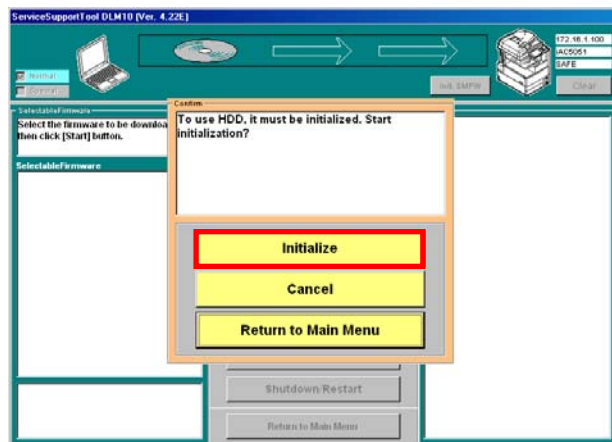 ServiceSupportTool DLM10 [Ver. 4.22E]
172.16.1.100
iAC5051
SAFE
Normal
Special
Init. SMPW
Clear
SelectableFirmware
Select the firmware to be downloa
then click [Start] button.
SelectableFirmware
Confirm
To use HDD, it must be initialized. Start
initialization?
Initialize
Cancel
Return to Main Menu
Shutdown/Restart
Return to Main Menu